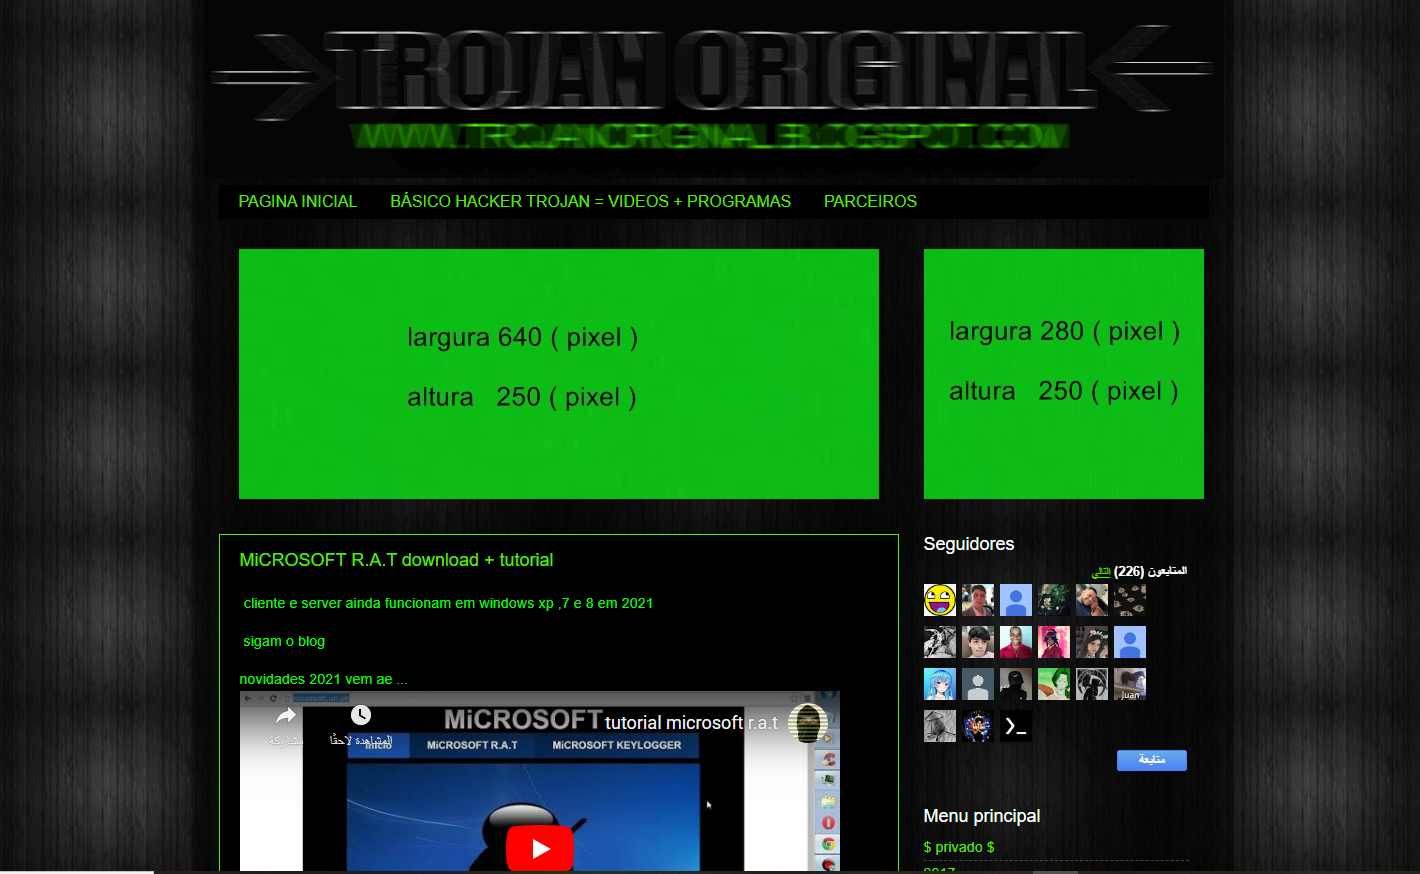 TROJAN ORIGINAL
WWW.TROJANORIGINAL.BLOGSPOT.COM
PAGINA INICIAL BÁSICO HACKER TROJAN = VIDEOS + PROGRAMAS PARCEIROS
largura 640 ( pixel )
altura 250 ( pixel )
largura 280 ( pixel )
altura 250 ( pixel )
MiCROSOFT R.A.T download + tutorial
cliente e server ainda funcionam em windows xp ,7 e 8 em 2021
sigam o blog
novidades 2021 vem ae ...
MiCROSOFT
tutorial microsoft r.a.t
مشاركة
المشاهدة لاحقًا
Inicio MiCROSOFT R.A.T MiCROSOFT KEYLOGGER
Seguidores
المتابعون (226) التالي
juan
متابعة
Menu principal
$ privado $
2017